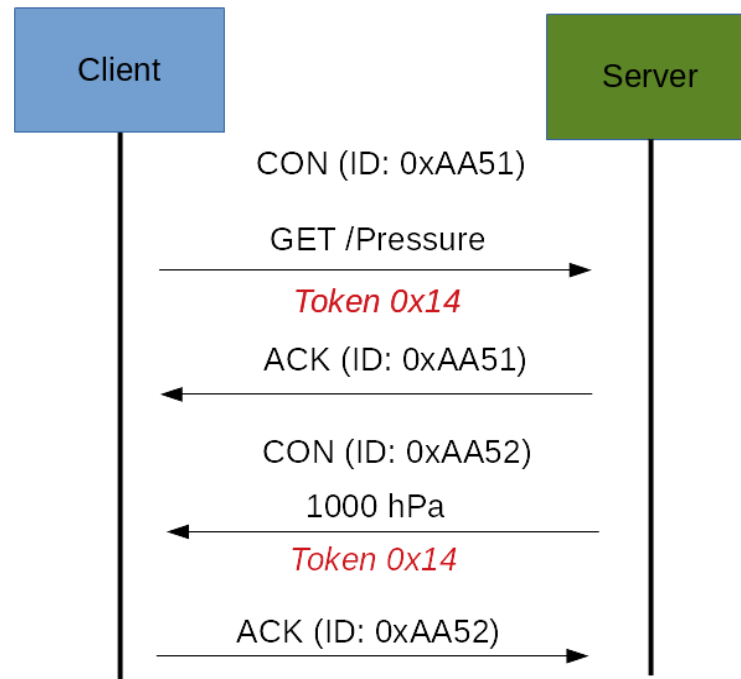 Client
Server
CON (ID: 0xAA51)
GET /Pressure
Token 0x14
ACK (ID: 0xAA51)
CON (ID: 0xAA52)
1000 hPa
Token 0x14
ACK (ID: 0xAA52)